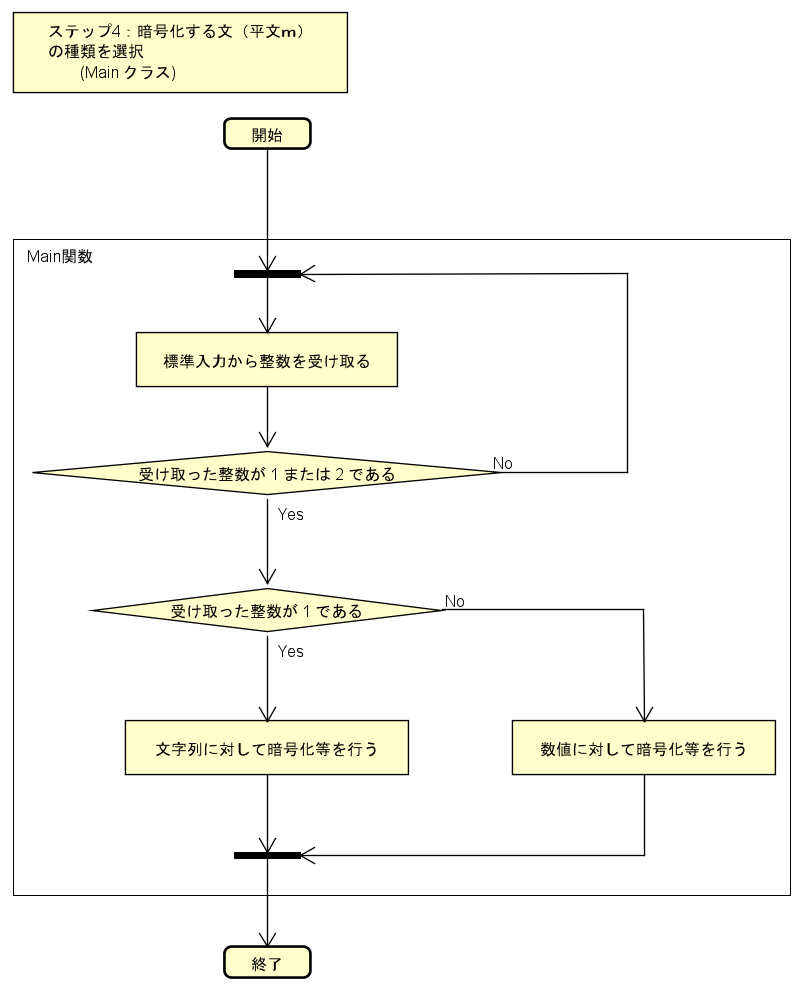 ステップ4：暗号化する文（平文m）
の種類を選択
(Main クラス)
開始
Main関数
標準入力から整数を受け取る
受け取った整数が 1 または 2 である
No
Yes
受け取った整数が 1 である
No
Yes
文字列に対して暗号化等を行う
数値に対して暗号化等を行う
終了